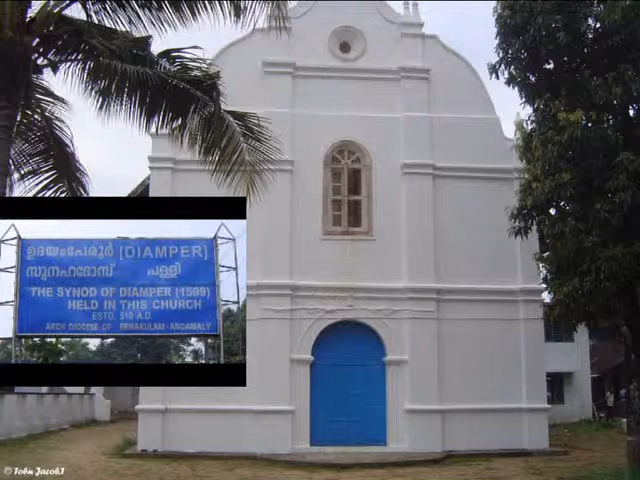 ഉദയംപേരൂർ [DIAMPER]
സുനഹദോസ് പള്ളി
THE SYNOD OF DIAMPER (1599)
HELD IN THIS CHURCH
ESTD. 510 A.D.
ARCH DIOCESE OF ERNAKULAM-ANGAMALY
© Tobu Jacob